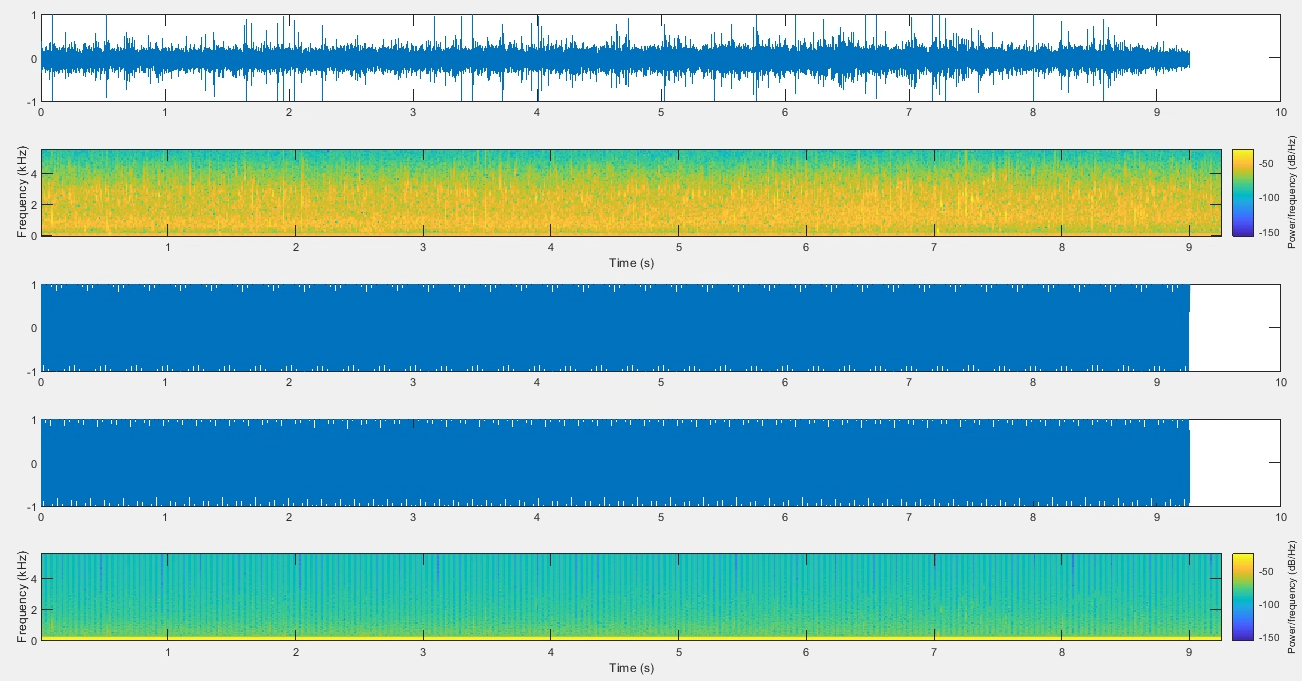 1
0
-1
0 1 2 3 4 5 6 7 8 9 10
Frequency (kHz)
4
2
0
1 2 3 4 5 6 7 8 9
Time (s)
-50
-100
-150
Power/frequency (dB/Hz)
1
0
-1
0 1 2 3 4 5 6 7 8 9 10
1
0
-1
0 1 2 3 4 5 6 7 8 9 10
Frequency (kHz)
4
2
0
1 2 3 4 5 6 7 8 9
Time (s)
-50
-100
-150
Power/frequency (dB/Hz)